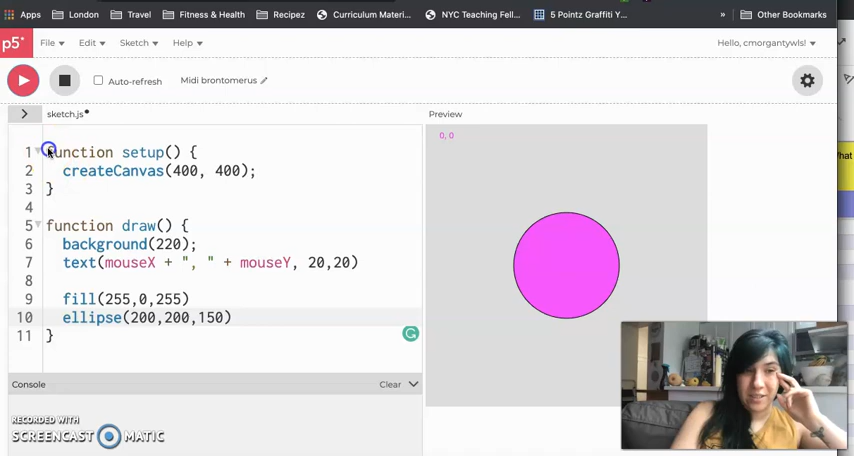 Apps London Travel Fitness & Health Recipez Curriculum Materi... NYC Teaching Fell... 5 Pointz Graffiti Y... » Other Bookmarks
p5* File Edit Sketch Help Hello, cmorgantywls!
Auto-refresh Midi brontomerus
sketch.js Preview
1 function setup() {
2 createCanvas(400, 400);
3 }
4
5 function draw() {
6 background(220);
7 text(mouseX + ", " + mouseY, 20,20)
8
9 fill(255,0,255)
10 ellipse(200,200,150)
11 }
0, 0
Console Clear
RECORDED WITH
SCREENCAST MATIC